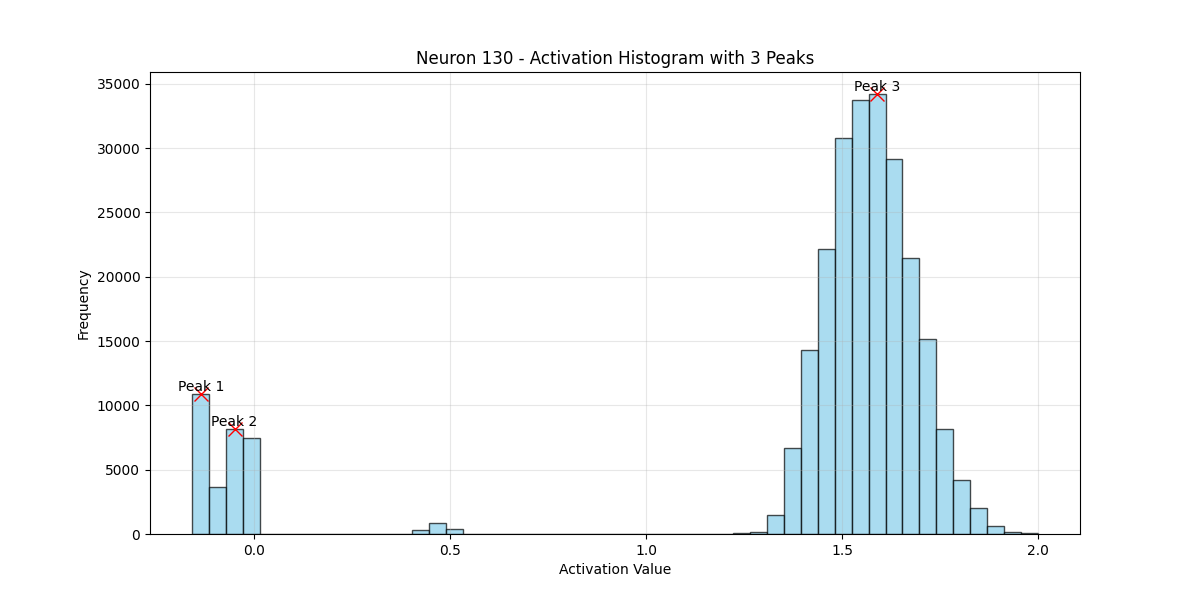 Neuron 130 - Activation Histogram with 3 Peaks
35000
30000
25000
20000
15000
10000
5000
0
Frequency
Peak 1
Peak 2
Peak 3
0.0
0.5
1.0
1.5
2.0
Activation Value